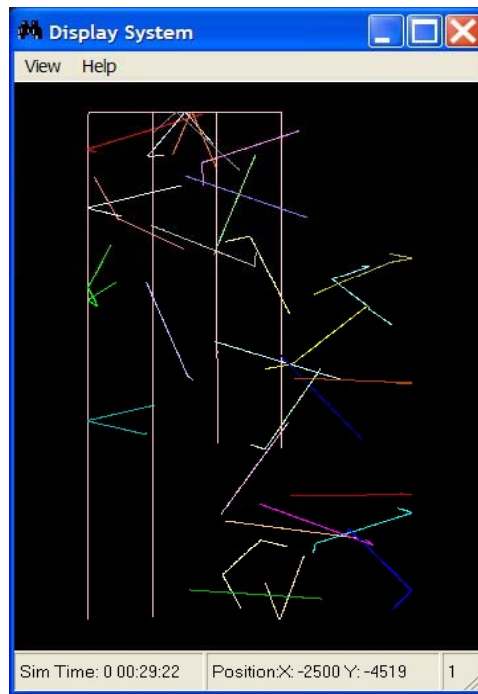 Display System
View Help
Sim Time: 0 00:29:22 Position:X: -2500 Y: -4519 1